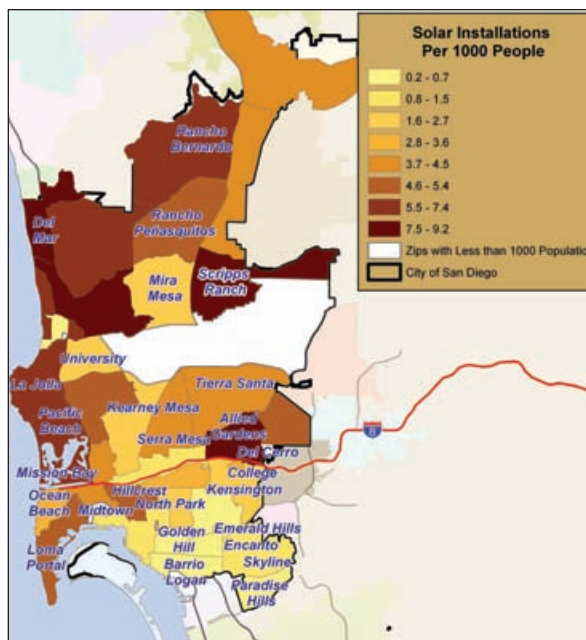 Solar Installations
Per 1000 People
0.2 - 0.7
0.8 - 1.5
1.6 - 2.7
2.8 - 3.6
3.7 - 4.5
4.6 - 5.4
5.5 - 7.4
7.5 - 9.2
Zips with Less than 1000 Population
City of San Diego
Rancho
Bernardo
Del
Mar
Rancho
Peñasquitos
Mira
Mesa
Scripps
Ranch
University
La Jolla
Tierra Santa
Pacific
Beach
Kearney Mesa
Serra Mesa
Allied
Gardens
Del Cerro
8
Mission Bay
College
Ocean
Beach
Hillcrest
Kensington
Midtown
North Park
Golden
Hill
Emerald Hills
Encanto
Loma
Portal
Barrio
Logan
Skyline
Paradise
Hills